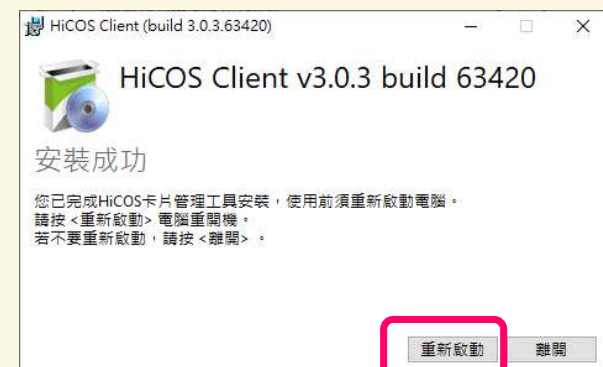 HiCOS Client (build 3.0.3.63420)
HiCOS Client v3.0.3 build 63420
安裝成功
您已完成HiCOS卡片管理工具安裝，使用前須重新啟動電腦。
請按 <重新啟動> 電腦重開機。
若不要重新啟動，請按 <離開> 。
重新啟動 離開